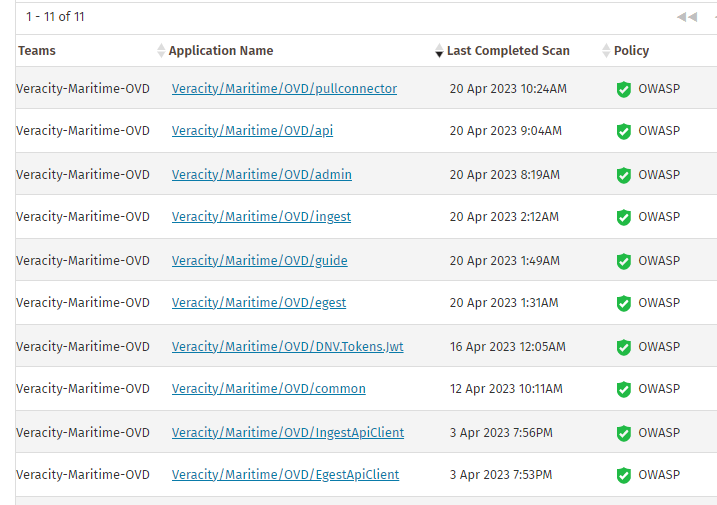 1 - 11 of 11
Teams Application Name Last Completed Scan Policy
Veracity-Maritime-OVD Veracity/Maritime/OVD/pullconnector 20 Apr 2023 10:24AM OWASP
Veracity-Maritime-OVD Veracity/Maritime/OVD/api 20 Apr 2023 9:04AM OWASP
Veracity-Maritime-OVD Veracity/Maritime/OVD/admin 20 Apr 2023 8:19AM OWASP
Veracity-Maritime-OVD Veracity/Maritime/OVD/ingest 20 Apr 2023 2:12AM OWASP
Veracity-Maritime-OVD Veracity/Maritime/OVD/guide 20 Apr 2023 1:49AM OWASP
Veracity-Maritime-OVD Veracity/Maritime/OVD/egest 20 Apr 2023 1:31AM OWASP
Veracity-Maritime-OVD Veracity/Maritime/OVD/DNV.Tokens.Jwt 16 Apr 2023 12:05AM OWASP
Veracity-Maritime-OVD Veracity/Maritime/OVD/common 12 Apr 2023 10:11AM OWASP
Veracity-Maritime-OVD Veracity/Maritime/OVD/IngestApiClient 3 Apr 2023 7:56PM OWASP
Veracity-Maritime-OVD Veracity/Maritime/OVD/EgestApiClient 3 Apr 2023 7:53PM OWASP